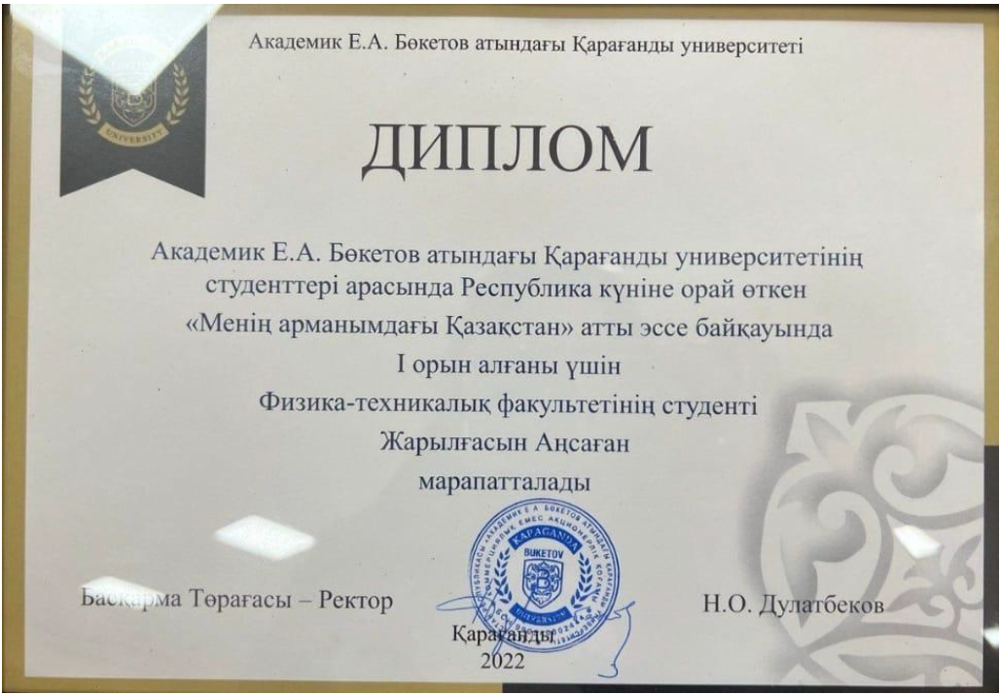 Академик Е.А. Бөкетов атындағы Қарағанды университеті
UNIVERSITY
ДИПЛОМ
Академик Е.А. Бөкетов атындағы Қарағанды университетінің
студенттері арасында Республика күніне орай өткен
«Менің арманымдағы Қазақстан» атты эссе байқауында
I орын алғаны үшін
Физика-техникалық факультетінің студенті
Жарылғасын Аңсаған
марапатталады
KARAGANDA
BUKETOV
UNIVERSITY
Басқарма Төрағасы – Ректор
Н.О. Дулатбеков
Қарағанды
2022